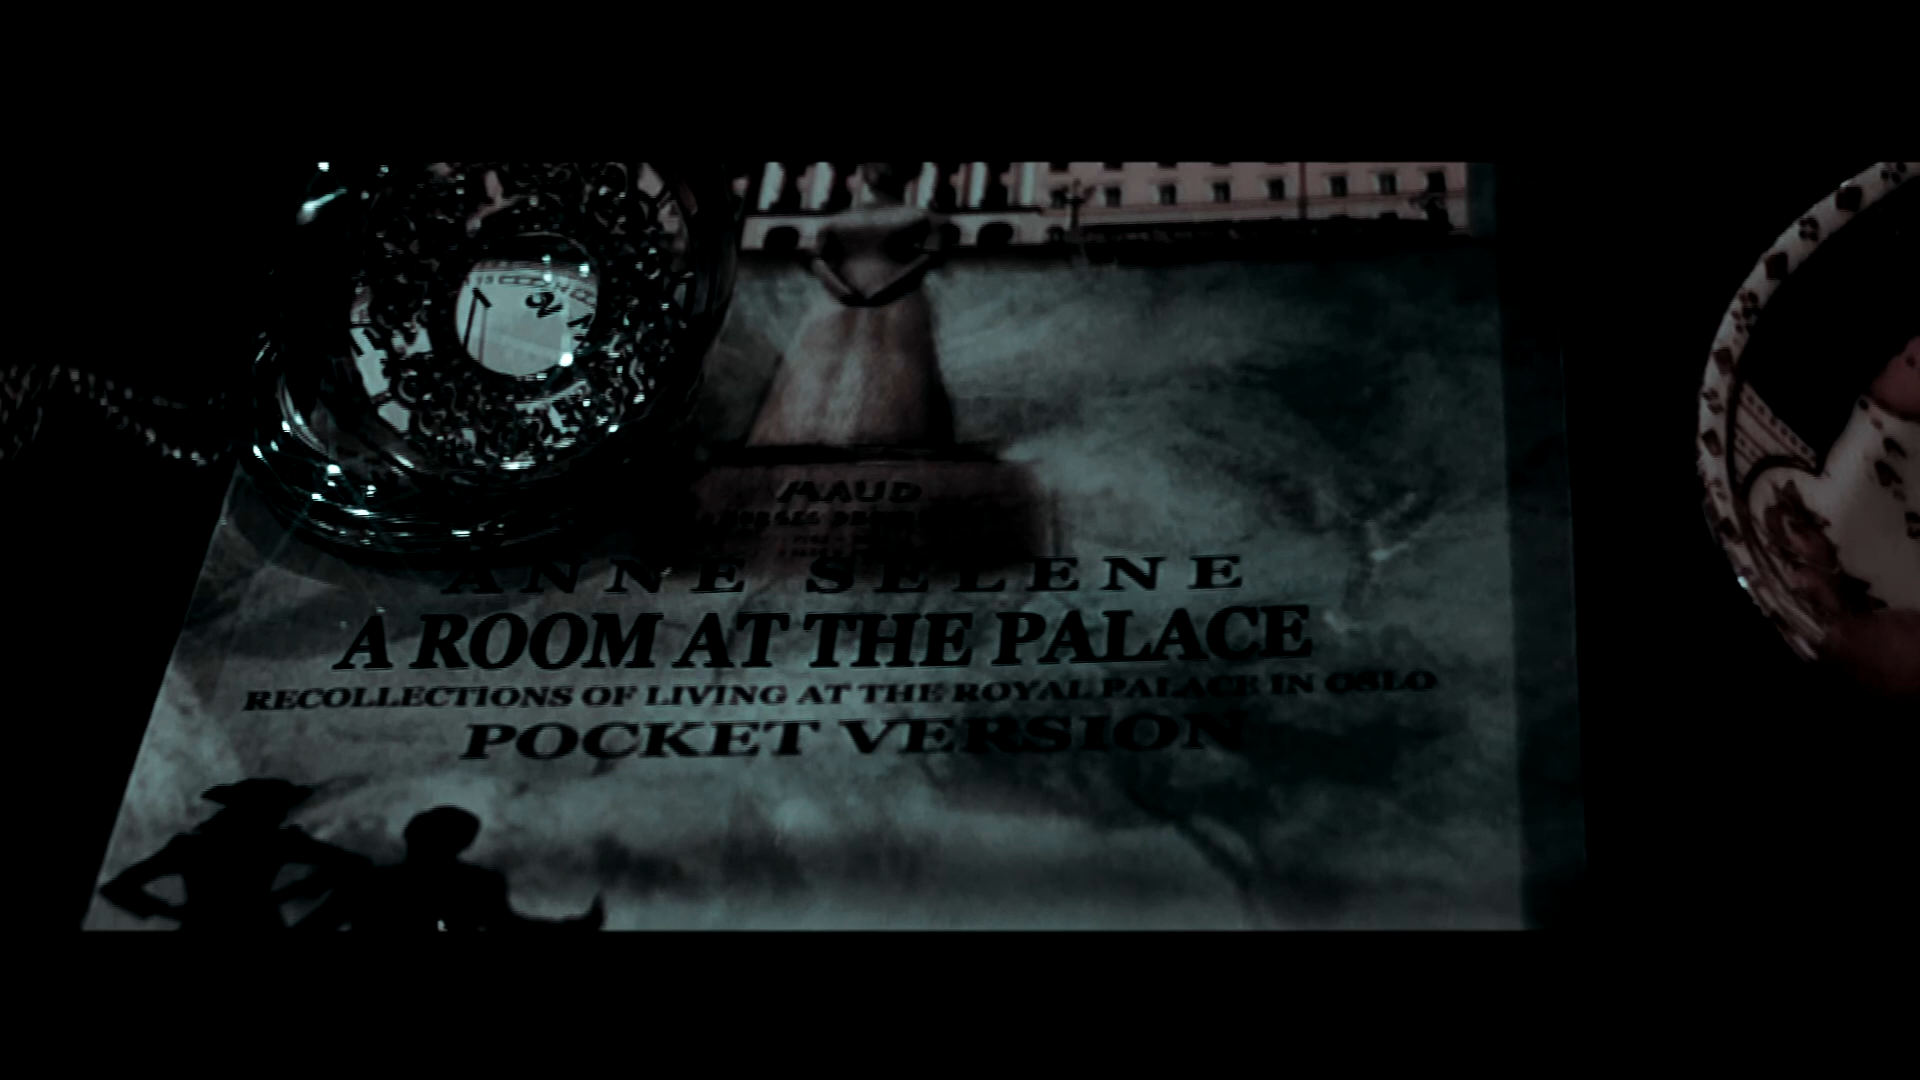 MAUD
ANNE SELENE
A ROOM AT THE PALACE
RECOLLECTIONS OF LIVING AT THE ROYAL PALACE IN OSLO
POCKET VERSION